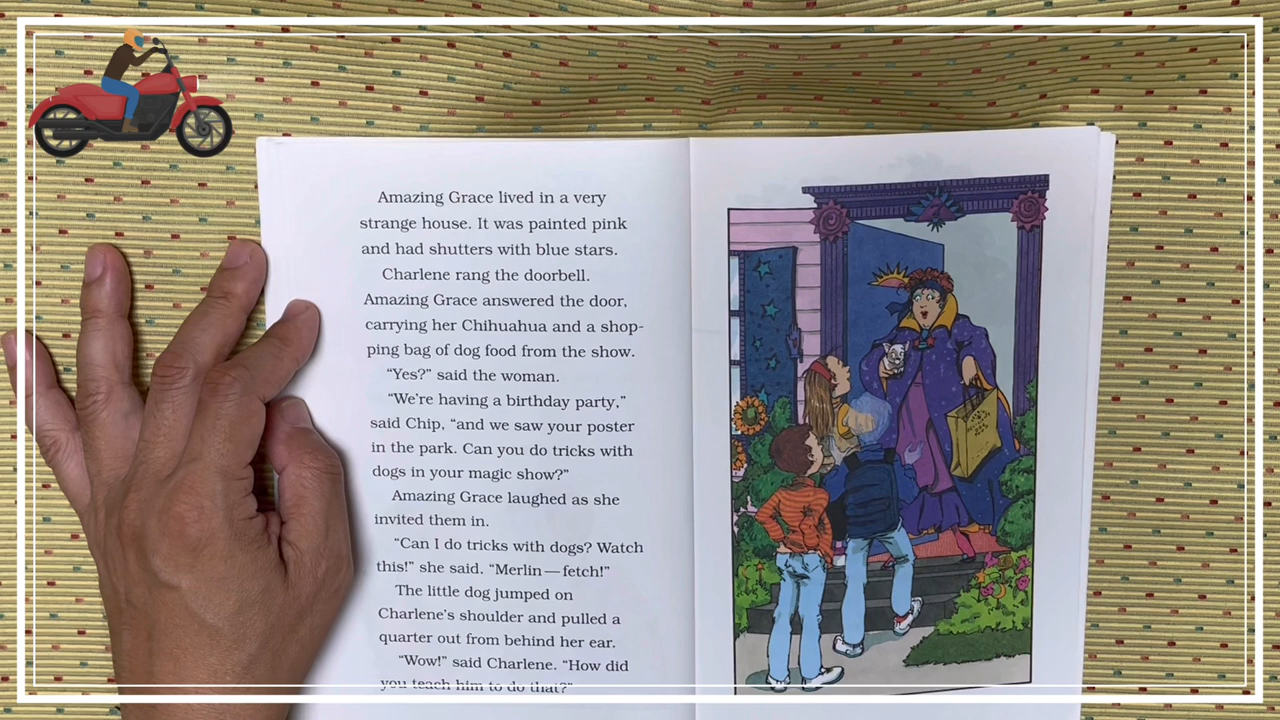 Amazing Grace lived in a very
strange house. It was painted pink
and had shutters with blue stars.
Charlene rang the doorbell.
Amazing Grace answered the door,
carrying her Chihuahua and a shop-
ping bag of dog food from the show.
“Yes?” said the woman.
“We’re having a birthday party,”
said Chip, “and we saw your poster
in the park. Can you do tricks with
dogs in your magic show?”
Amazing Grace laughed as she
invited them in.
“Can I do tricks with dogs? Watch
this!” she said. “Merlin — fetch!”
The little dog jumped on
Charlene’s shoulder and pulled a
quarter out from behind her ear.
“Wow!” said Charlene. “How did
you teach him to do that?”